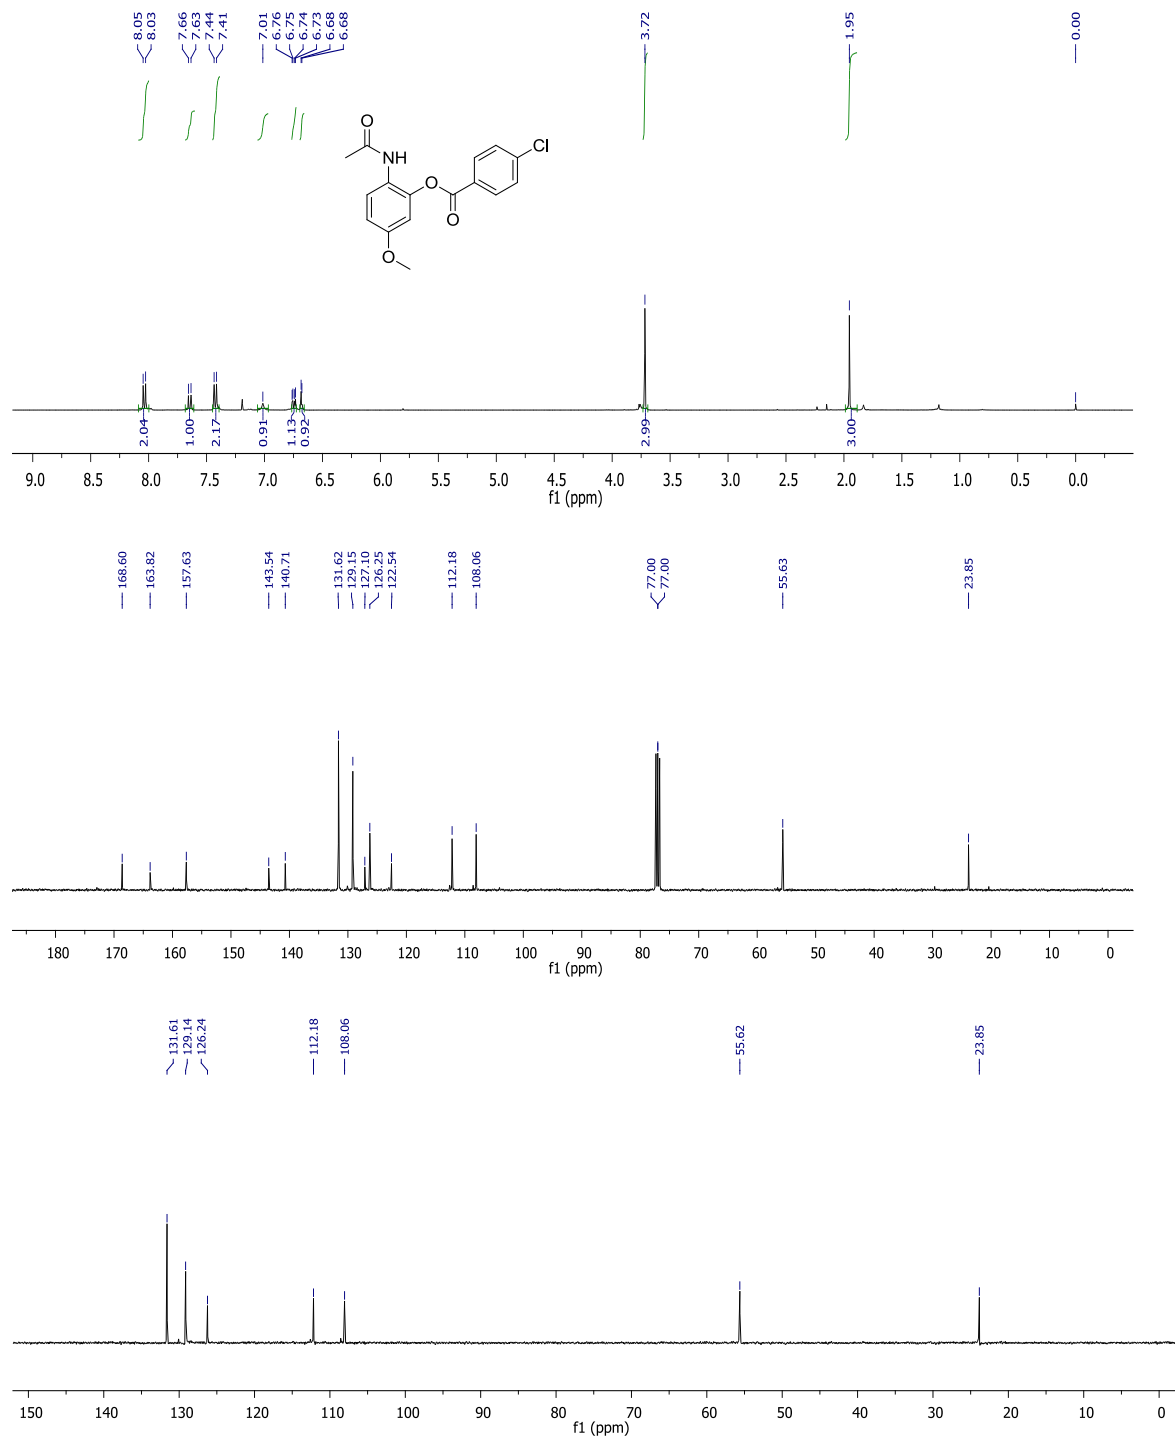 8.05 8.03 7.66 7.63 7.44 7.41 7.01 6.76 6.75 6.74 6.73 6.68 6.68 3.72 1.95 0.00
O
NH
Cl
O
O
O
2.04 1.00 2.17 0.91 1.13 0.92 2.99 3.00
9.0 8.5 8.0 7.5 7.0 6.5 6.0 5.5 5.0 4.5 4.0 3.5 3.0 2.5 2.0 1.5 1.0 0.5 0.0
f1 (ppm)
168.60 163.82 157.63 143.54 140.71 131.62 129.15 127.10 126.25 122.54 112.18 108.06 77.00 77.00 55.63 23.85
180 170 160 150 140 130 120 110 100 90 80 70 60 50 40 30 20 10 0
f1 (ppm)
131.61 129.14 126.24 112.18 108.06 55.62 23.85
150 140 130 120 110 100 90 80 70 60 50 40 30 20 10 0
f1 (ppm)